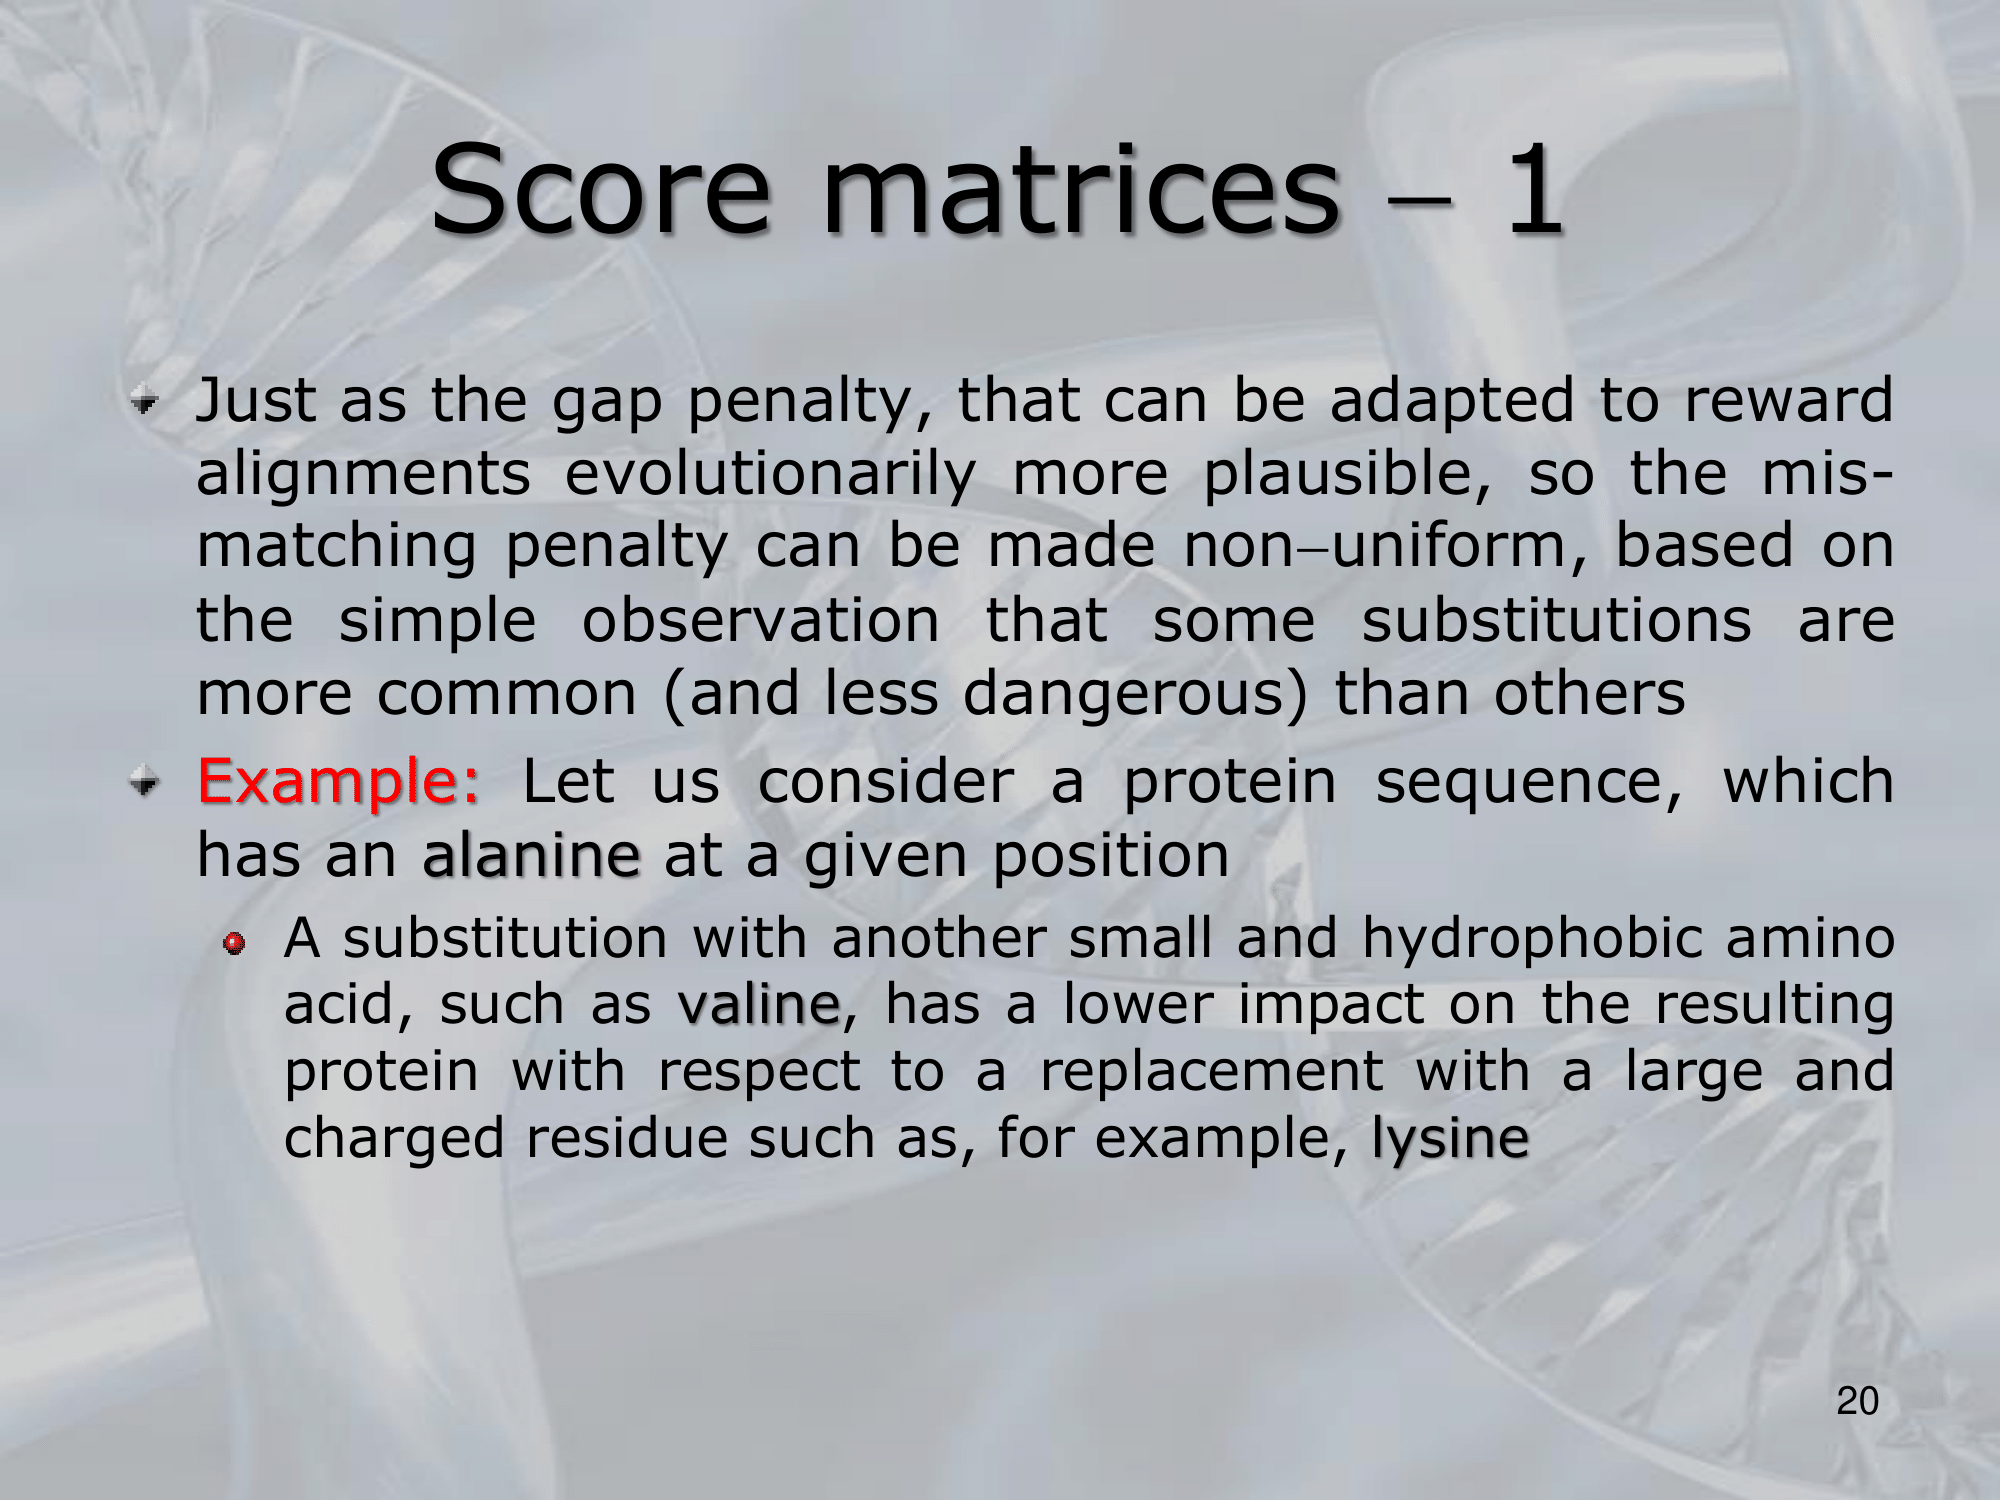 Score matrices – 1
Just as the gap penalty, that can be adapted to reward
alignments evolutionarily more plausible, so the mis-
matching penalty can be made non–uniform, based on
the simple observation that some substitutions are
more common (and less dangerous) than others
Example: Let us consider a protein sequence, which
has an alanine at a given position
A substitution with another small and hydrophobic amino
acid, such as valine, has a lower impact on the resulting
protein with respect to a replacement with a large and
charged residue such as, for example, lysine
20